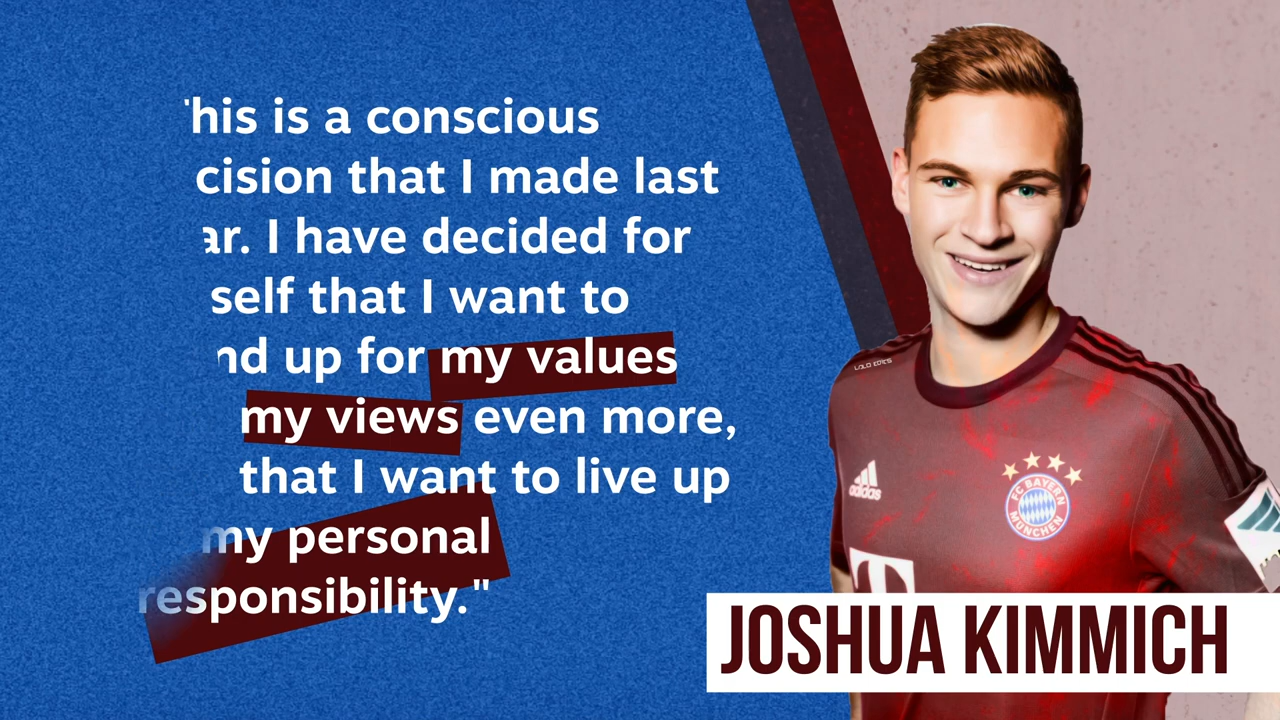 his is a conscious
cision that I made last
ar. I have decided for
self that I want to
nd up for my values
my views even more,
that I want to live up
my personal
responsibility."
adidas
FC BAYERN
MÜNCHEN
T
JOSHUA KIMMICH